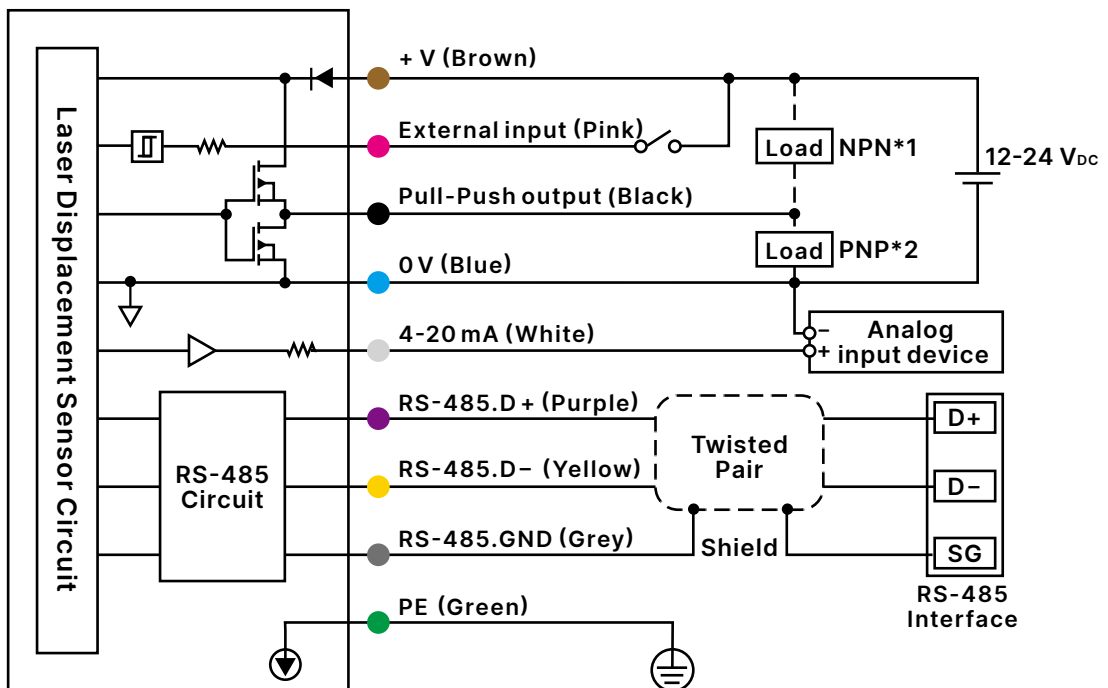 Laser Displacement Sensor Circuit
+ V (Brown)
External input (Pink)
Load
NPN*1
12-24 VDC
Pull-Push output (Black)
Load
PNP*2
0 V (Blue)
4-20 mA (White)
−
+
Analog
input device
RS-485
Circuit
RS-485.D+ (Purple)
RS-485.D− (Yellow)
RS-485.GND (Grey)
Twisted
Pair
Shield
D+
D−
SG
RS-485
Interface
PE (Green)